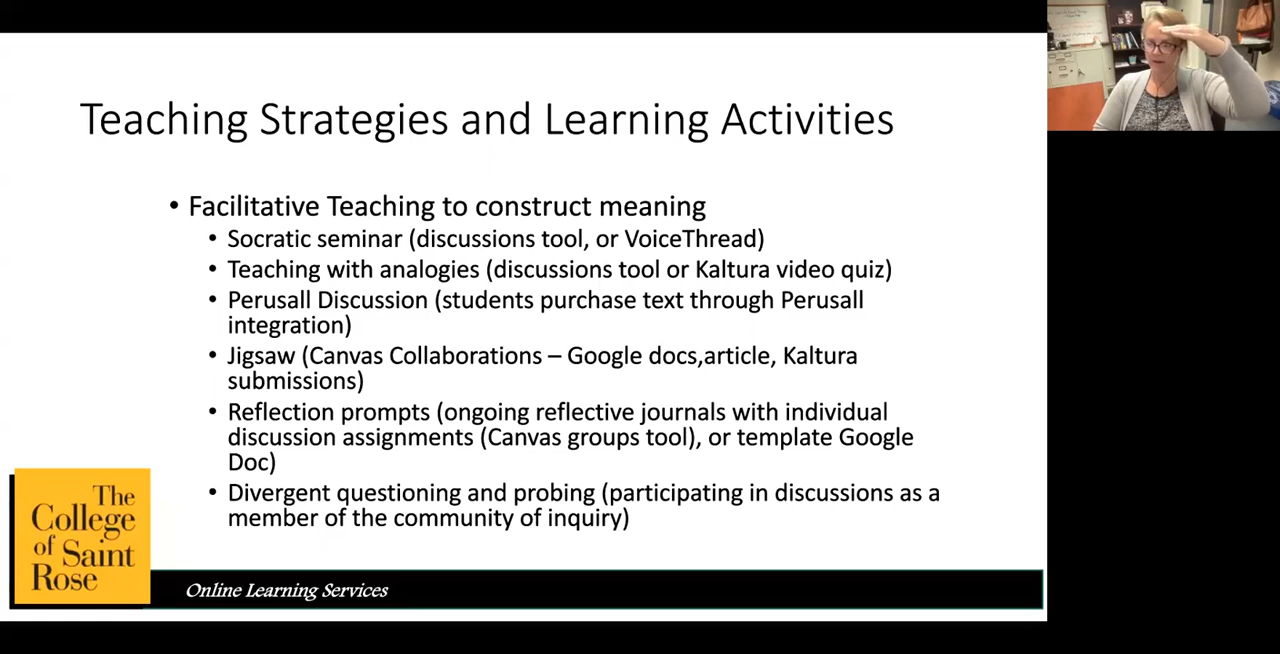 Teaching Strategies and Learning Activities
• Facilitative Teaching to construct meaning
• Socratic seminar (discussions tool, or VoiceThread)
• Teaching with analogies (discussions tool or Kaltura video quiz)
• Perusall Discussion (students purchase text through Perusall
integration)
• Jigsaw (Canvas Collaborations – Google docs,article, Kaltura
submissions)
• Reflection prompts (ongoing reflective journals with individual
discussion assignments (Canvas groups tool), or template Google
Doc)
• Divergent questioning and probing (participating in discussions as a
member of the community of inquiry)
The
College
of Saint
Rose
Online Learning Services